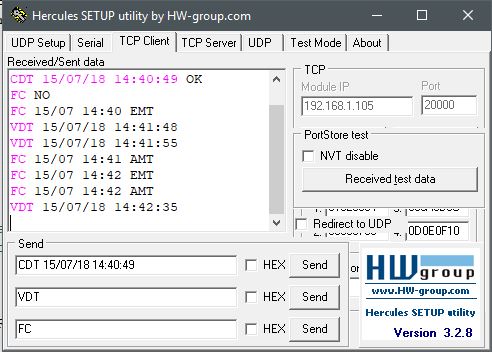 Hercules SETUP utility by HW-group.com
UDP Setup Serial TCP Client TCP Server UDP Test Mode About
Received/Sent data
CDT 15/07/18 14:40:49 OK
FC NO
FC 15/07 14:40 EMT
VDT 15/07/18 14:41:48
VDT 15/07/18 14:41:55
FC 15/07 14:41 AMT
FC 15/07 14:42 EMT
FC 15/07 14:42 AMT
VDT 15/07/18 14:42:35
TCP
Module IP Port
192.168.1.105 20000
PortStore test
NVT disable
Received test data
Redirect to UDP
0D0E0F10
Send
CDT 15/07/18 14:40:49 HEX Send
VDT HEX Send
FC HEX Send
HWgroup
www.HW-group.com
Hercules SETUP utility
Version 3.2.8